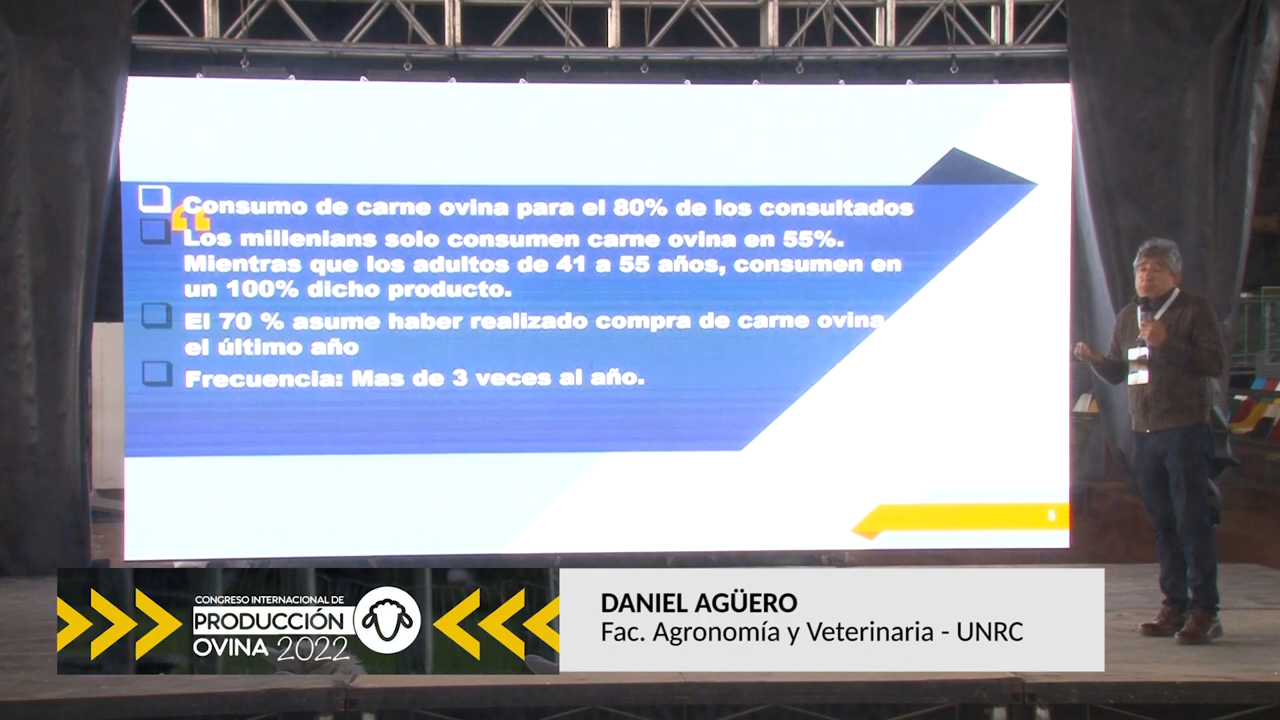 Consumo de carne ovina para el 80% de los consultados
“
Los millenians solo consumen carne ovina en 55%.
Mientras que los adultos de 41 a 55 años, consumen en
un 100% dicho producto.
El 70 % asume haber realizado compra de carne ovina
el último año
Frecuencia: Mas de 3 veces al año.
5
CONGRESO INTERNACIONAL DE
PRODUCCIÓN
OVINA 2022
DANIEL AGÜERO
Fac. Agronomía y Veterinaria - UNRC